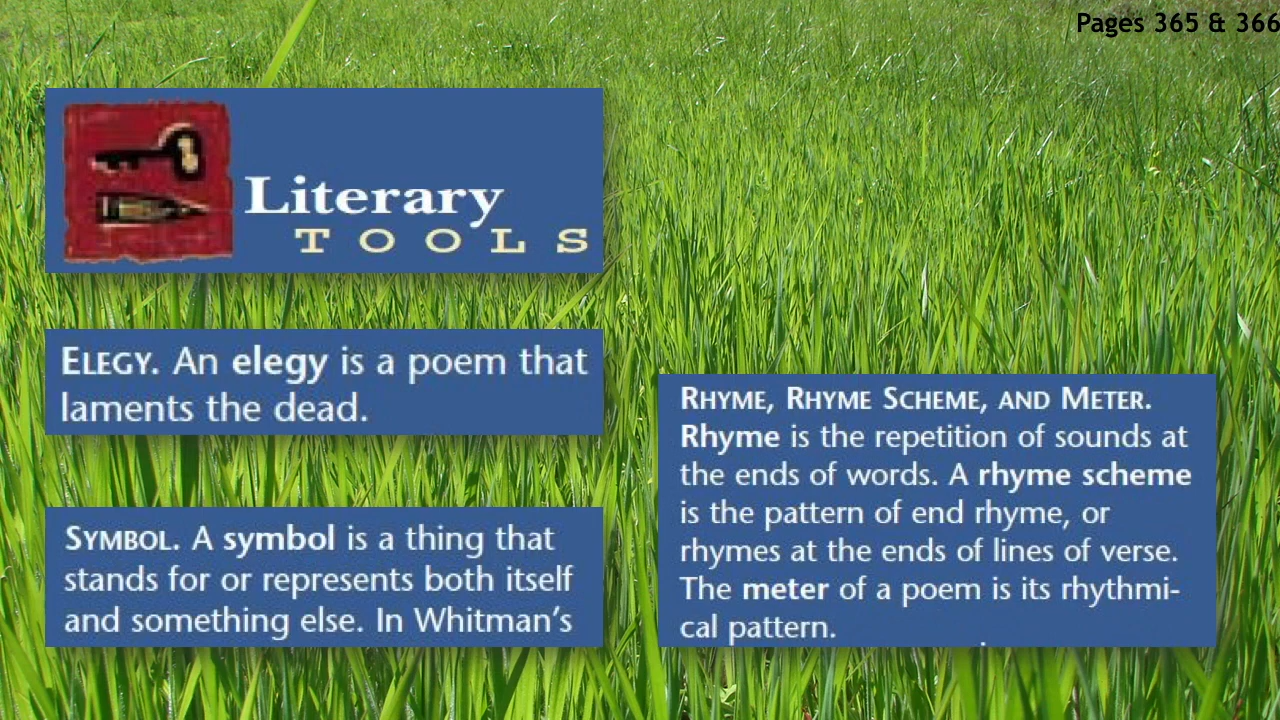 Pages 365 & 366
Literary
TOOLS
ELEGY. An elegy is a poem that
laments the dead.
SYMBOL. A symbol is a thing that
stands for or represents both itself
and something else. In Whitman's
RHYME, RHYME SCHEME, AND METER.
Rhyme is the repetition of sounds at
the ends of words. A rhyme scheme
is the pattern of end rhyme, or
rhymes at the ends of lines of verse.
The meter of a poem is its rhythmi-
cal pattern.